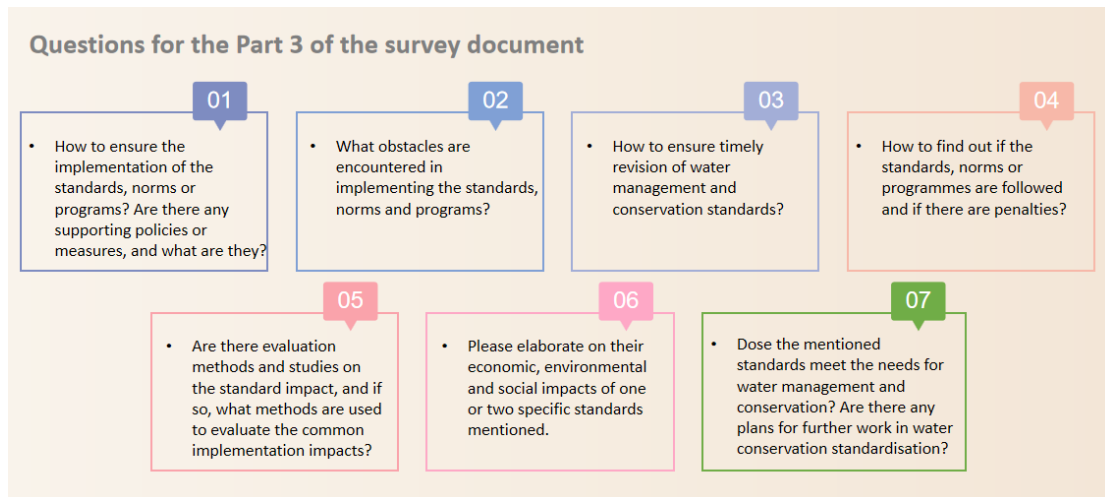 Questions for the Part 3 of the survey document
01
• How to ensure the
implementation of the
standards, norms or
programs? Are there any
supporting policies or
measures, and what are they?
02
• What obstacles are
encountered in
implementing the standards,
norms and programs?
03
• How to ensure timely
revision of water
management and
conservation standards?
04
• How to find out if the
standards, norms or
programmes are followed
and if there are penalties?
05
• Are there evaluation
methods and studies on
the standard impact, and if
so, what methods are used
to evaluate the common
implementation impacts?
06
• Please elaborate on their
economic, environmental
and social impacts of one
or two specific standards
mentioned.
07
• Dose the mentioned
standards meet the needs for
water management and
conservation? Are there any
plans for further work in water
conservation standardisation?